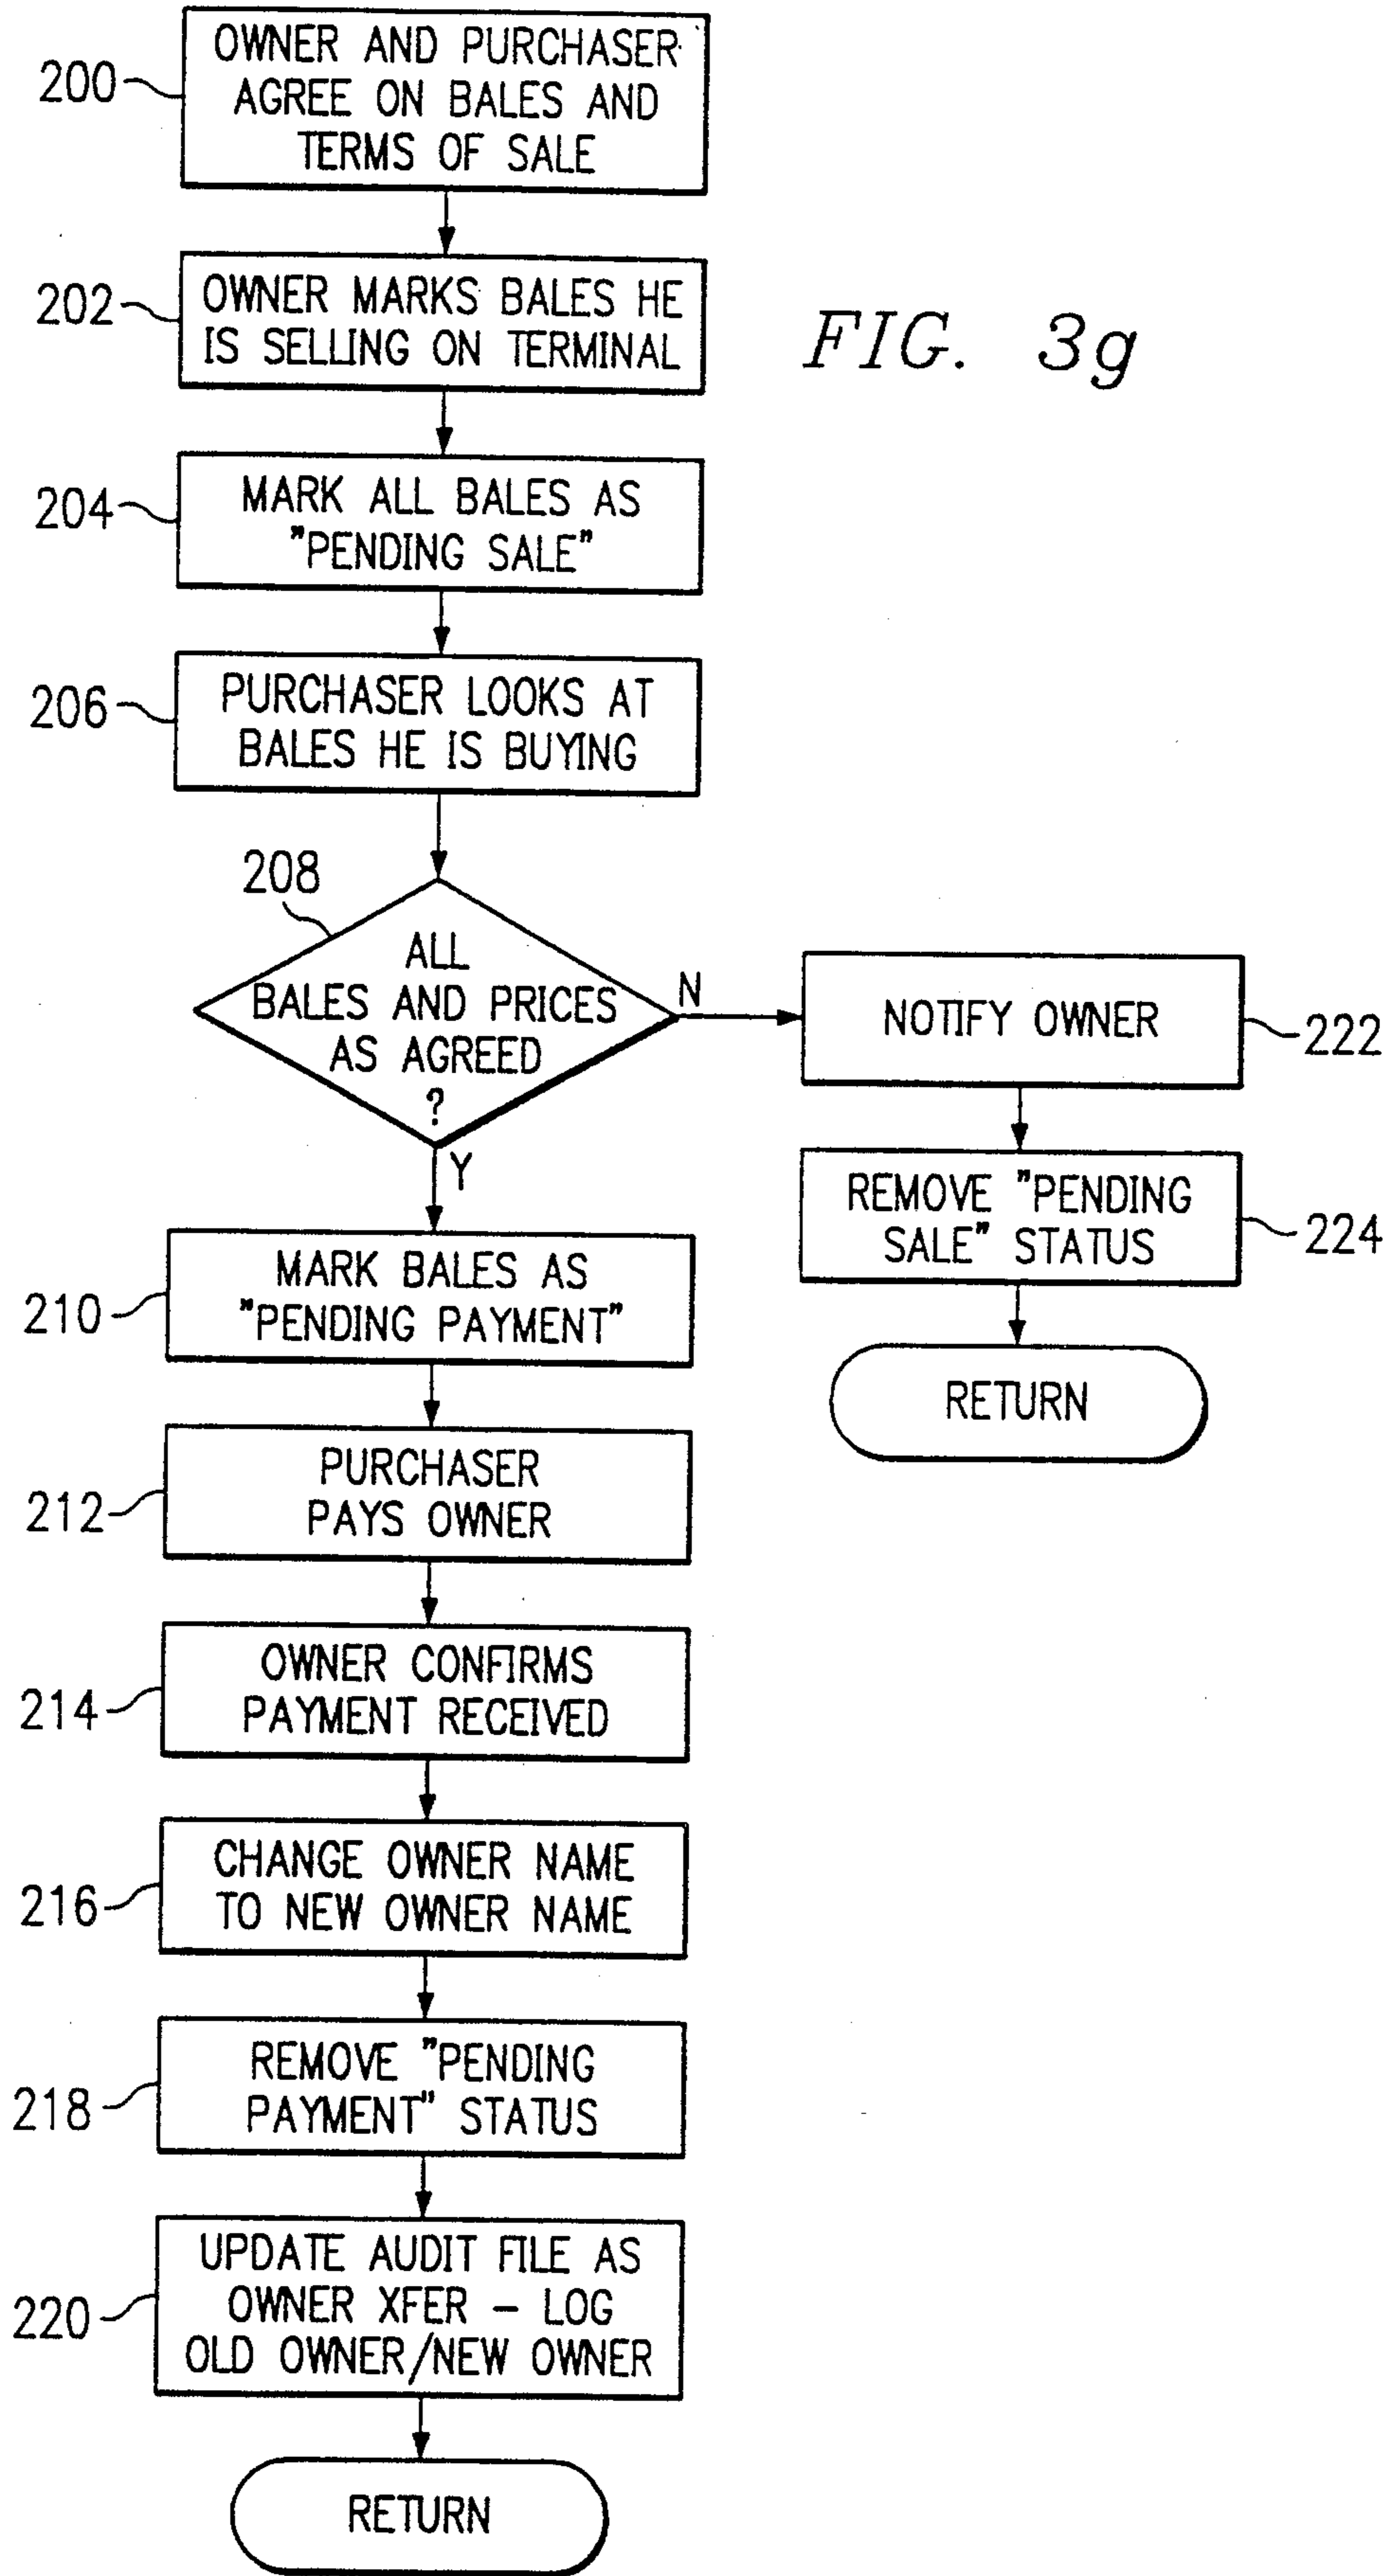 200
OWNER AND PURCHASER
AGREE ON BALES AND
TERMS OF SALE
202
OWNER MARKS BALES HE
IS SELLING ON TERMINAL
FIG. 3g
204
MARK ALL BALES AS
"PENDING SALE"
206
PURCHASER LOOKS AT
BALES HE IS BUYING
208
ALL
BALES AND PRICES
AS AGREED
?
N
NOTIFY OWNER
222
Y
REMOVE "PENDING
SALE" STATUS
224
RETURN
210
MARK BALES AS
"PENDING PAYMENT"
212
PURCHASER
PAYS OWNER
214
OWNER CONFIRMS
PAYMENT RECEIVED
216
CHANGE OWNER NAME
TO NEW OWNER NAME
218
REMOVE "PENDING
PAYMENT" STATUS
220
UPDATE AUDIT FILE AS
OWNER XFER – LOG
OLD OWNER/NEW OWNER
RETURN